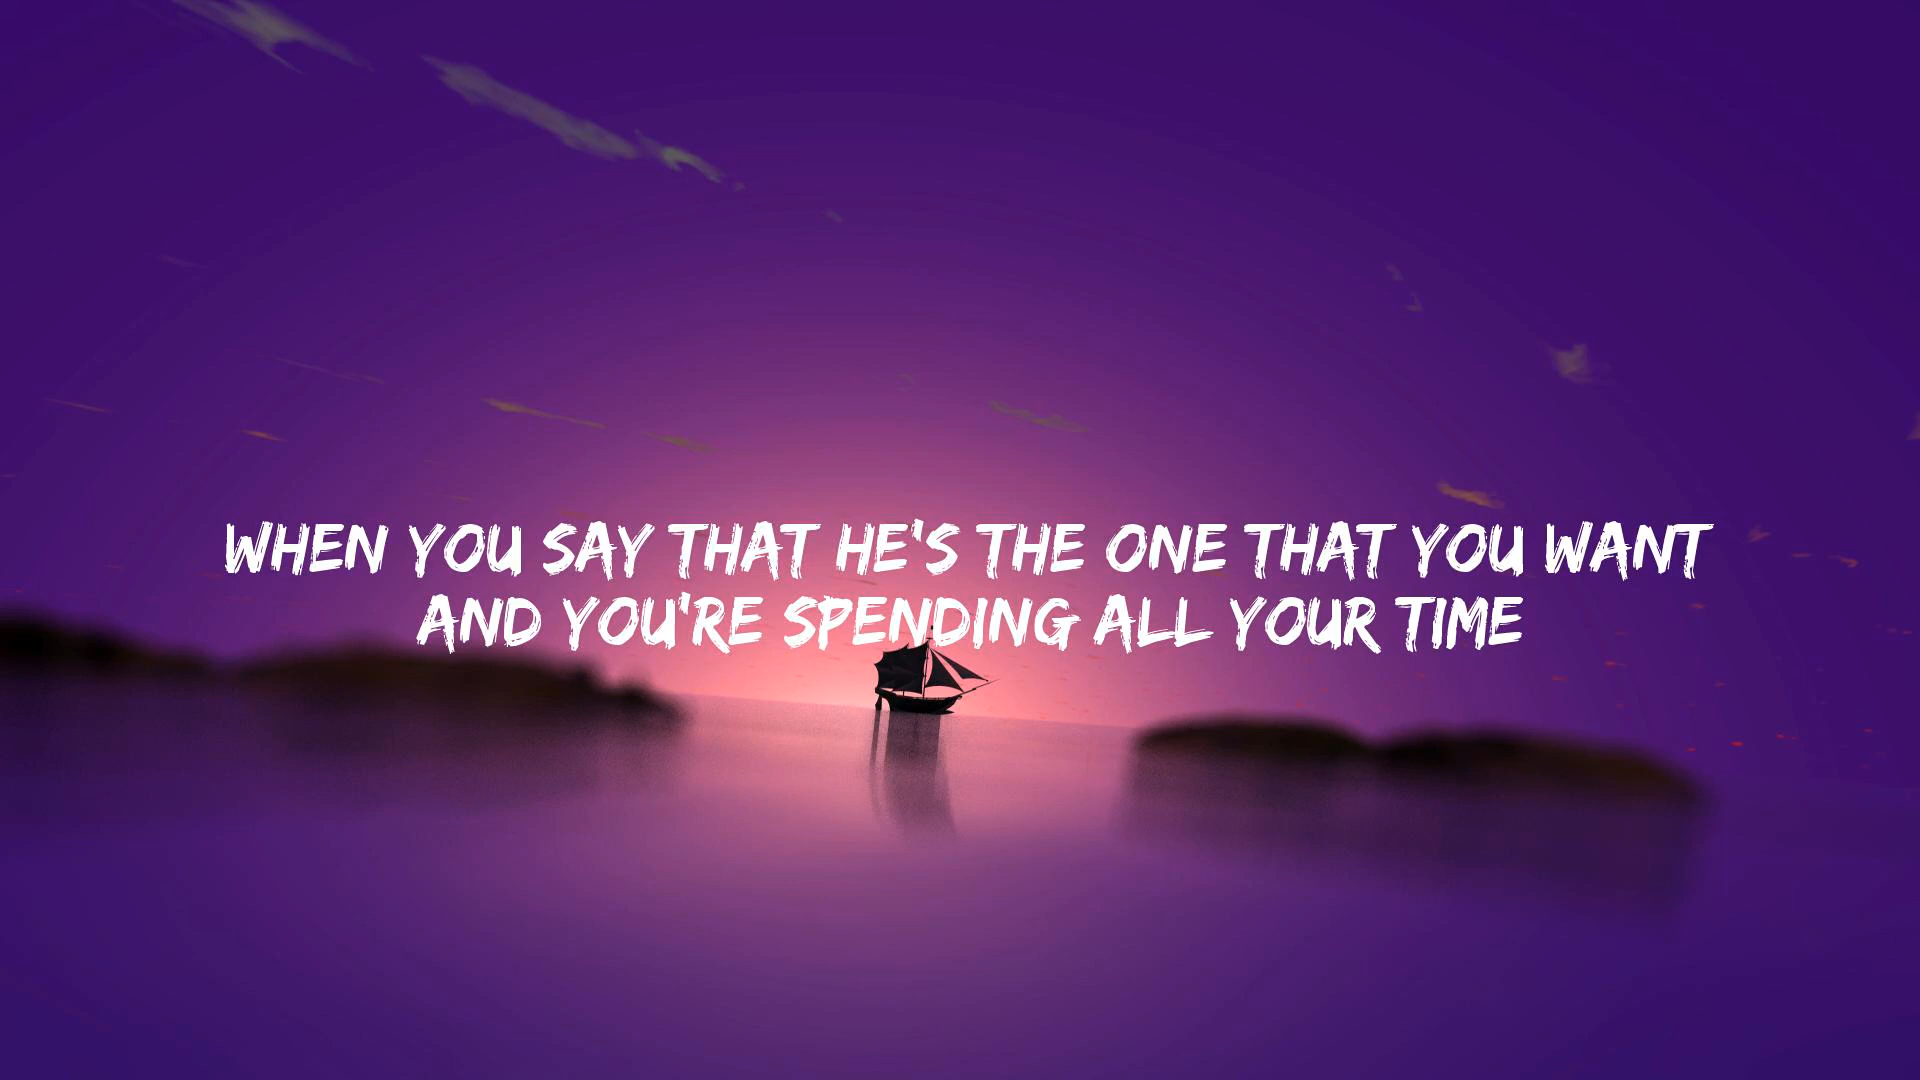 WHEN YOU SAY THAT HE'S THE ONE THAT YOU WANT
AND YOU'RE SPENDING ALL YOUR TIME